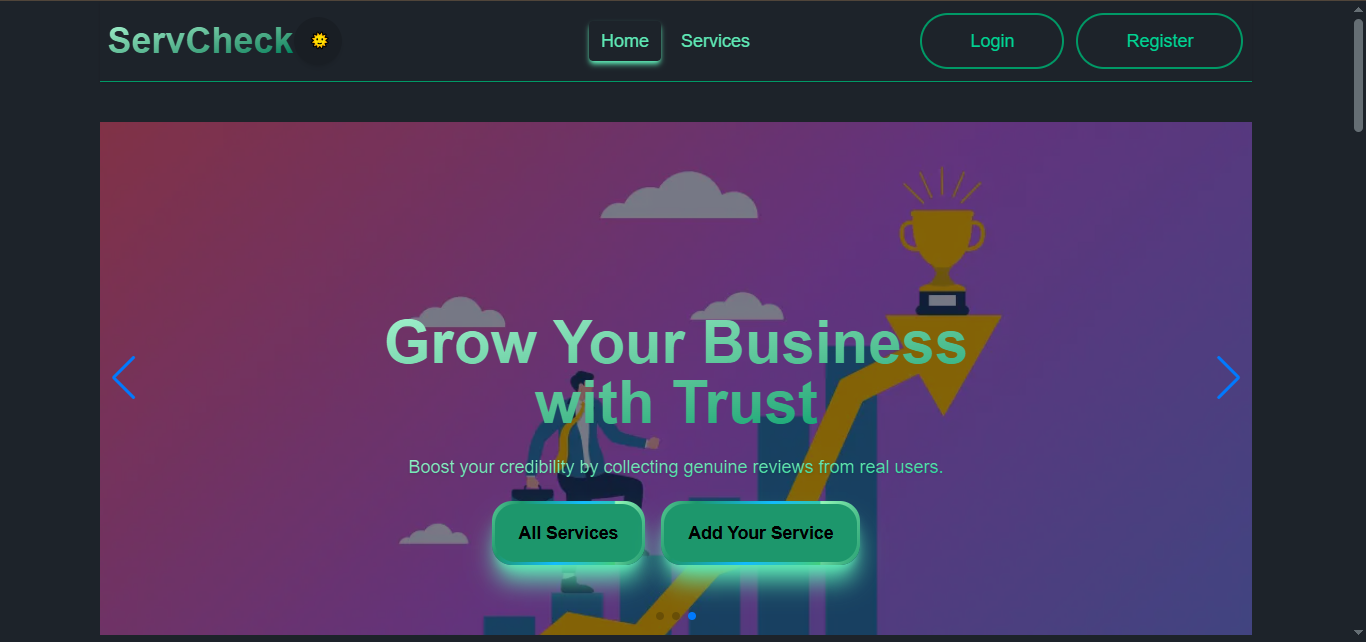 ServCheck
Home
Services
Login
Register
Grow Your Business
with Trust
Boost your credibility by collecting genuine reviews from real users.
All Services
Add Your Service